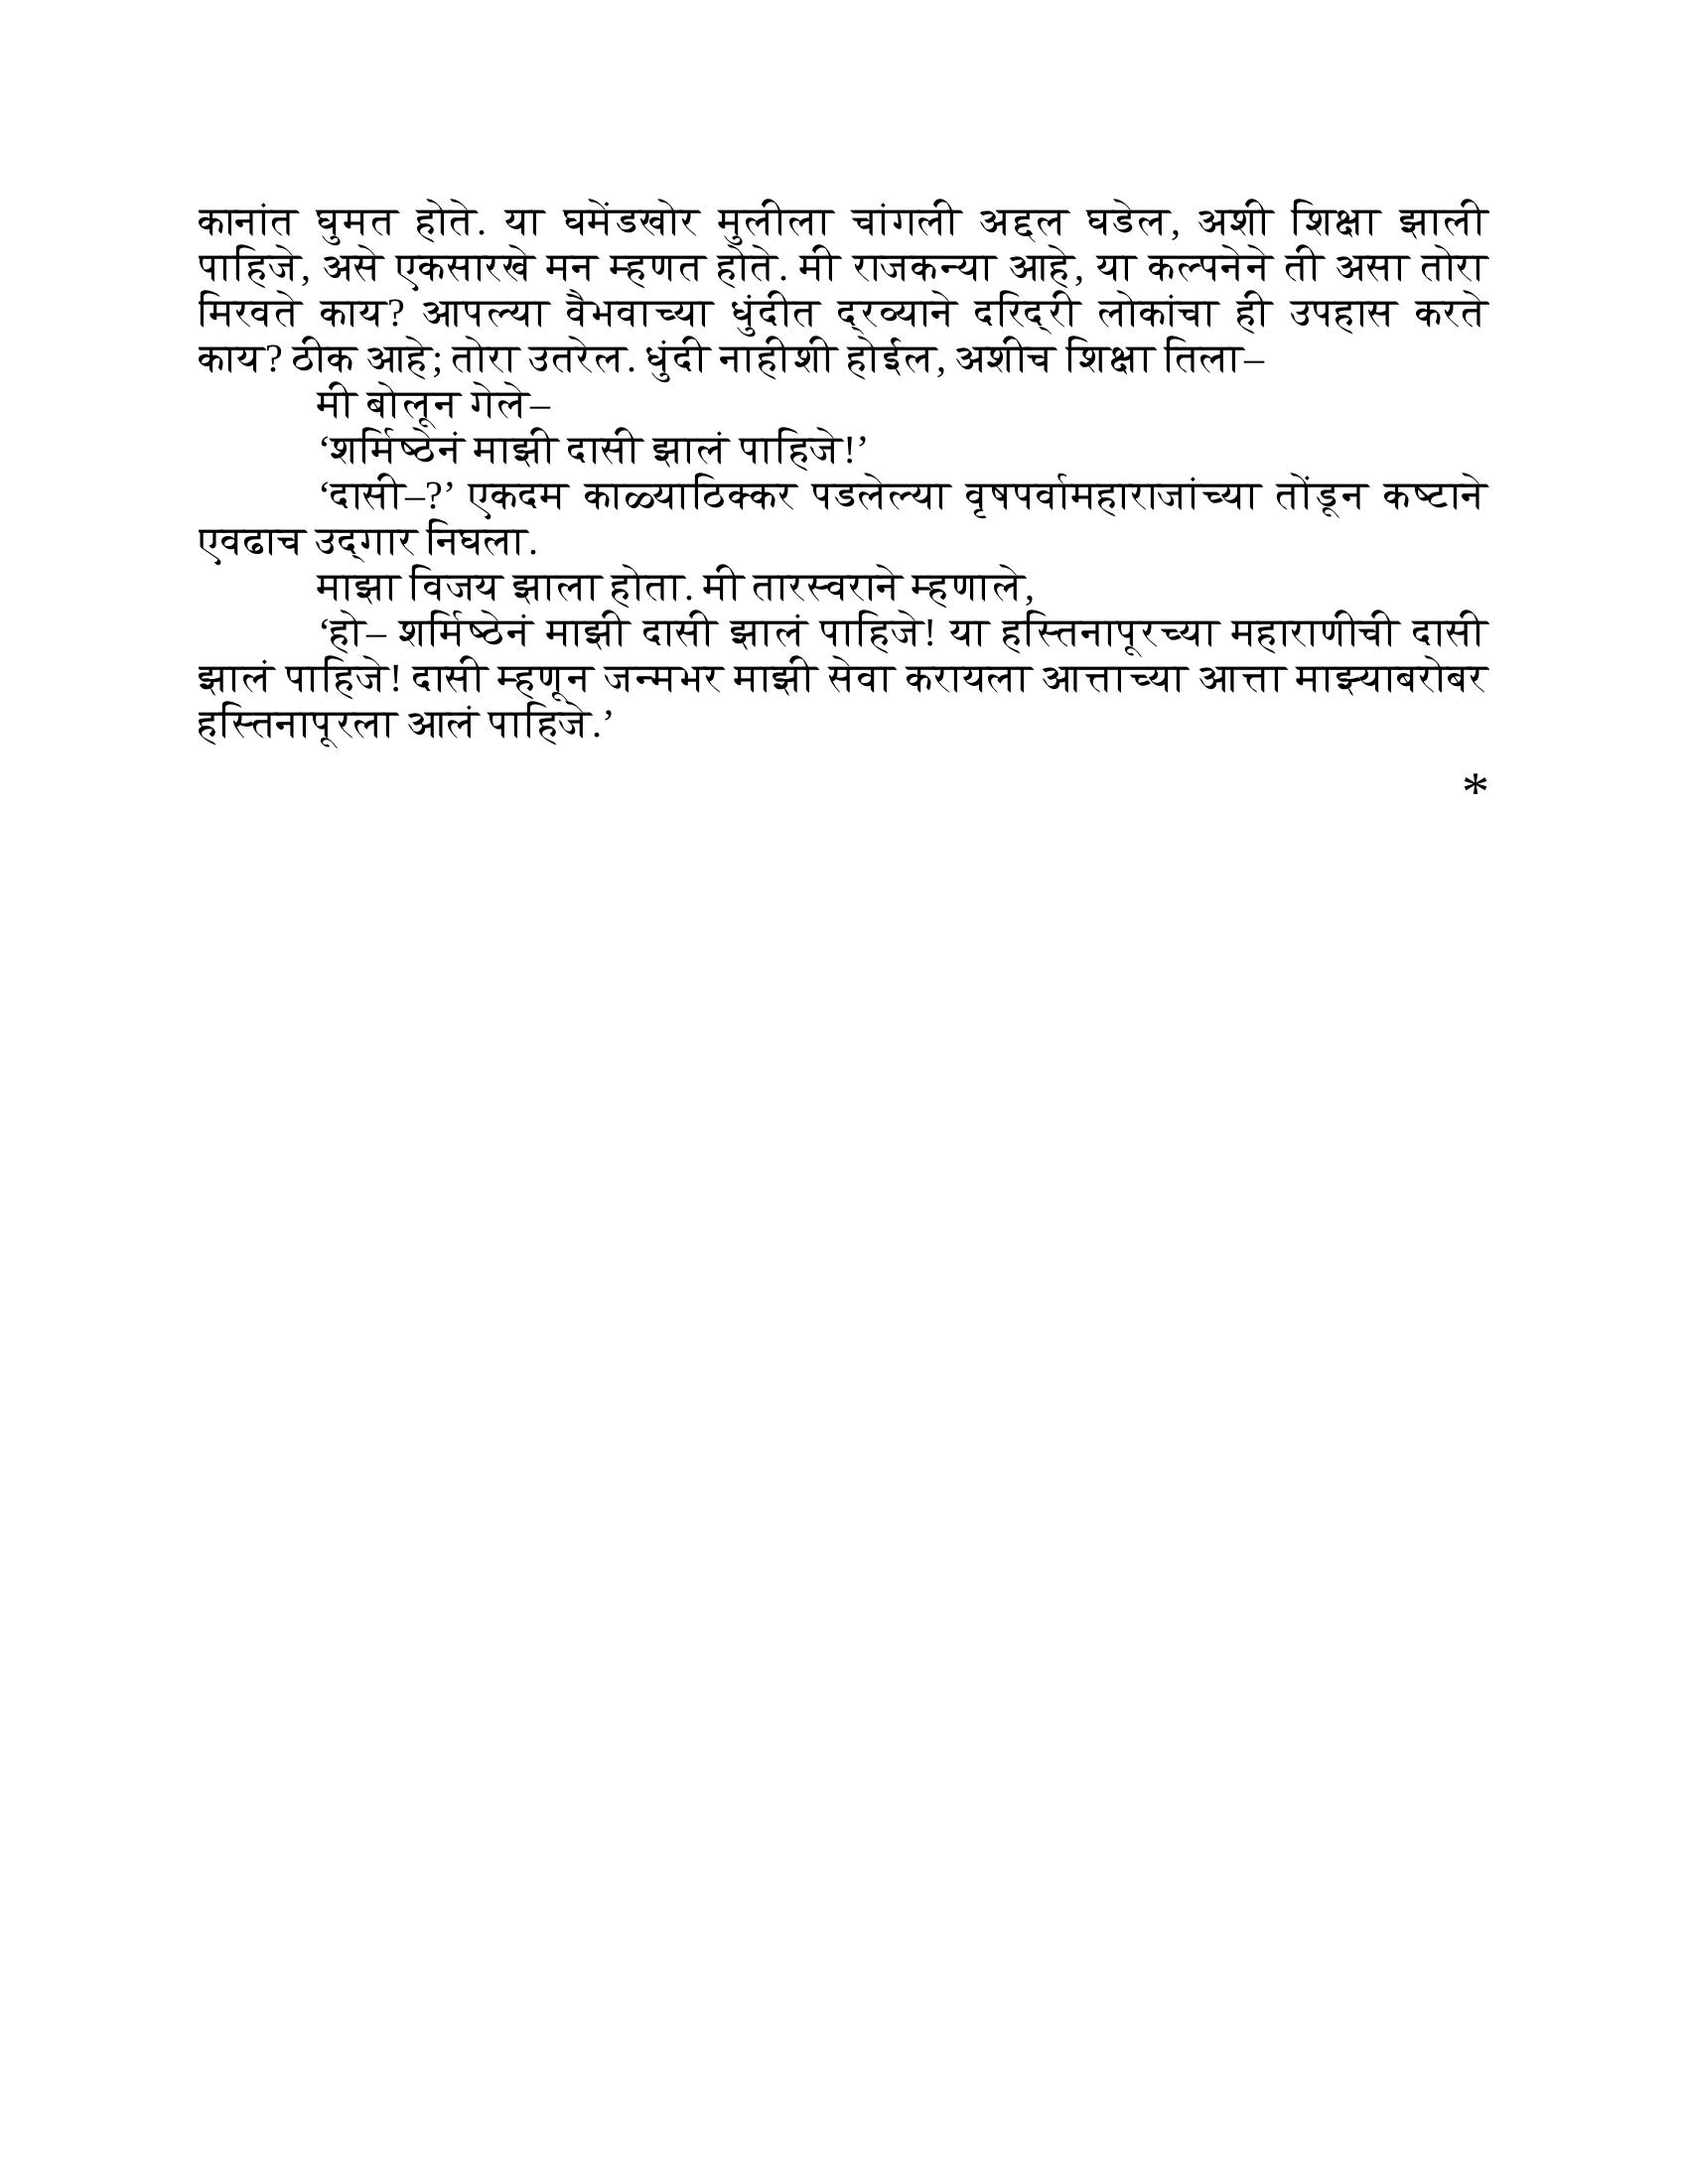 कानांत घुमत होते. या घमेंडखोर मुलीला चांगली अद्दल घडेल, अशी शिक्षा झाली
पाहिजे, असे एकसारखे मन म्हणत होते. मी राजकन्या आहे, या कल्पनेने ती असा तोरा
मिरवते काय? आपल्या वैभवाच्या धुंदीत द्‌रव्याने दरिद्‌री लोकांचा ही उपहास करते
काय? ठीक आहे; तोरा उतरेल. धुंदी नाहीशी होईल, अशीच शिक्षा तिला–
मी बोलून गेले–
‘शर्मिष्ठेनं माझी दासी झालं पाहिजे!’
‘दासी–?’ एकदम काळ्याठिक्कर पडलेल्या वृषपर्वामहाराजांच्या तोंडून कष्टाने
एवढाच उद्‌गार निघला.
माझा विजय झाला होता. मी तारस्वराने म्हणाले,
‘हो– शर्मिष्ठेनं माझी दासी झालं पाहिजे! या हस्तिनापूरच्या महाराणीची दासी
झालं पाहिजे! दासी म्हणून जन्मभर माझी सेवा करायला आत्ताच्या आत्ता माझ्याबरोबर
हस्तिनापूरला आलं पाहिजे.’
*